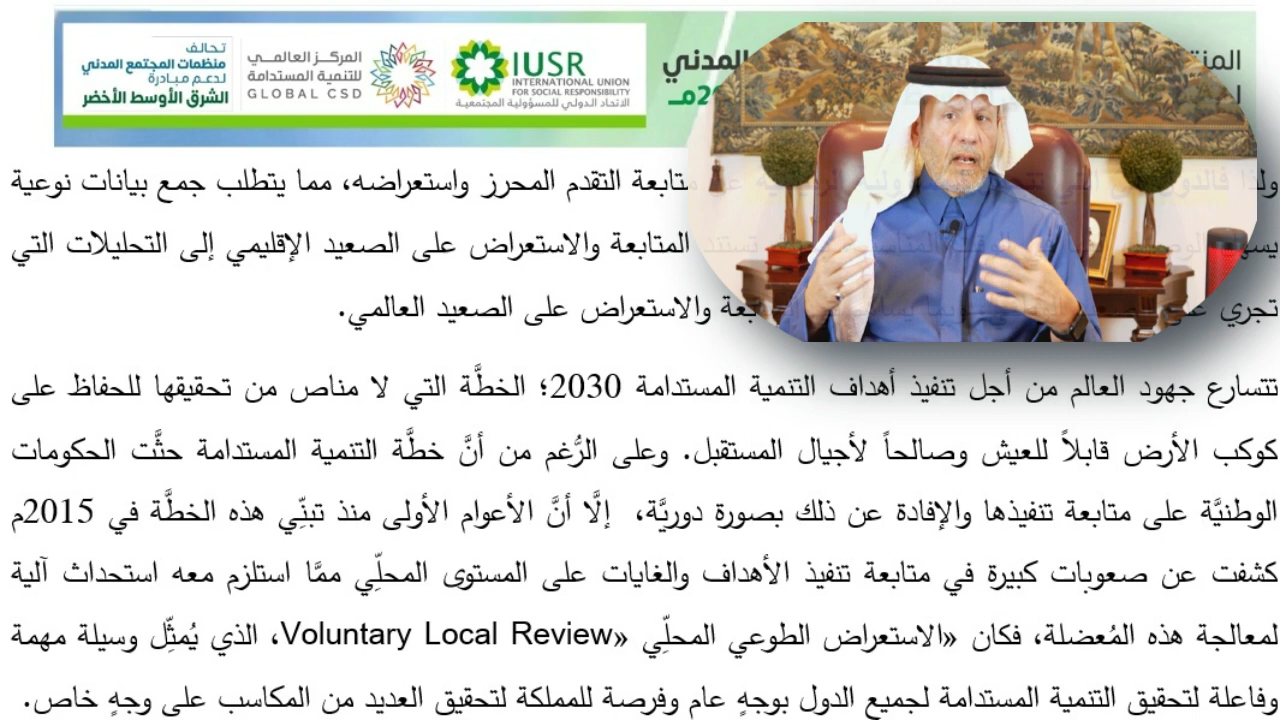 تحالف
منظمات المجتمع المدني
لدعم مبادرة
الشرق الأوسط الأخضر
المركز العالمي
للتنمية المستدامة
GLOBAL CSD
IUSR
INTERNATIONAL UNION
FOR SOCIAL RESPONSIBILITY
الاتحاد الدولي للمسؤولية المجتمعية
المدني
متابعة التقدم المحرز واستعراضه، مما يتطلب جمع بيانات نوعية
المتابعة والاستعراض على الصعيد الإقليمي إلى التحليلات التي
تجري والاستعراض على الصعيد العالمي.
تتسارع جهود العالم من أجل تنفيذ أهداف التنمية المستدامة 2030؛ الخطَّة التي لا مناص من تحقيقها للحفاظ على
كوكب الأرض قابلاً للعيش وصالحاً لأجيال المستقبل. وعلى الرُّغم من أنَّ خطَّة التنمية المستدامة حثَّت الحكومات
الوطنيَّة على متابعة تنفيذها والإفادة عن ذلك بصورة دوريَّة، إلَّا أنَّ الأعوام الأولى منذ تبنِّي هذه الخطَّة في 2015م
كشفت عن صعوبات كبيرة في متابعة تنفيذ الأهداف والغايات على المستوى المحلِّي ممَّا استلزم معه استحداث آلية
لمعالجة هذه المُعضلة، فكان «الاستعراض الطوعي المحلِّي «Voluntary Local Review، الذي يُمثِّل وسيلة مهمة
وفاعلة لتحقيق التنمية المستدامة لجميع الدول بوجهٍ عام وفرصة للمملكة لتحقيق العديد من المكاسب على وجهٍ خاص.